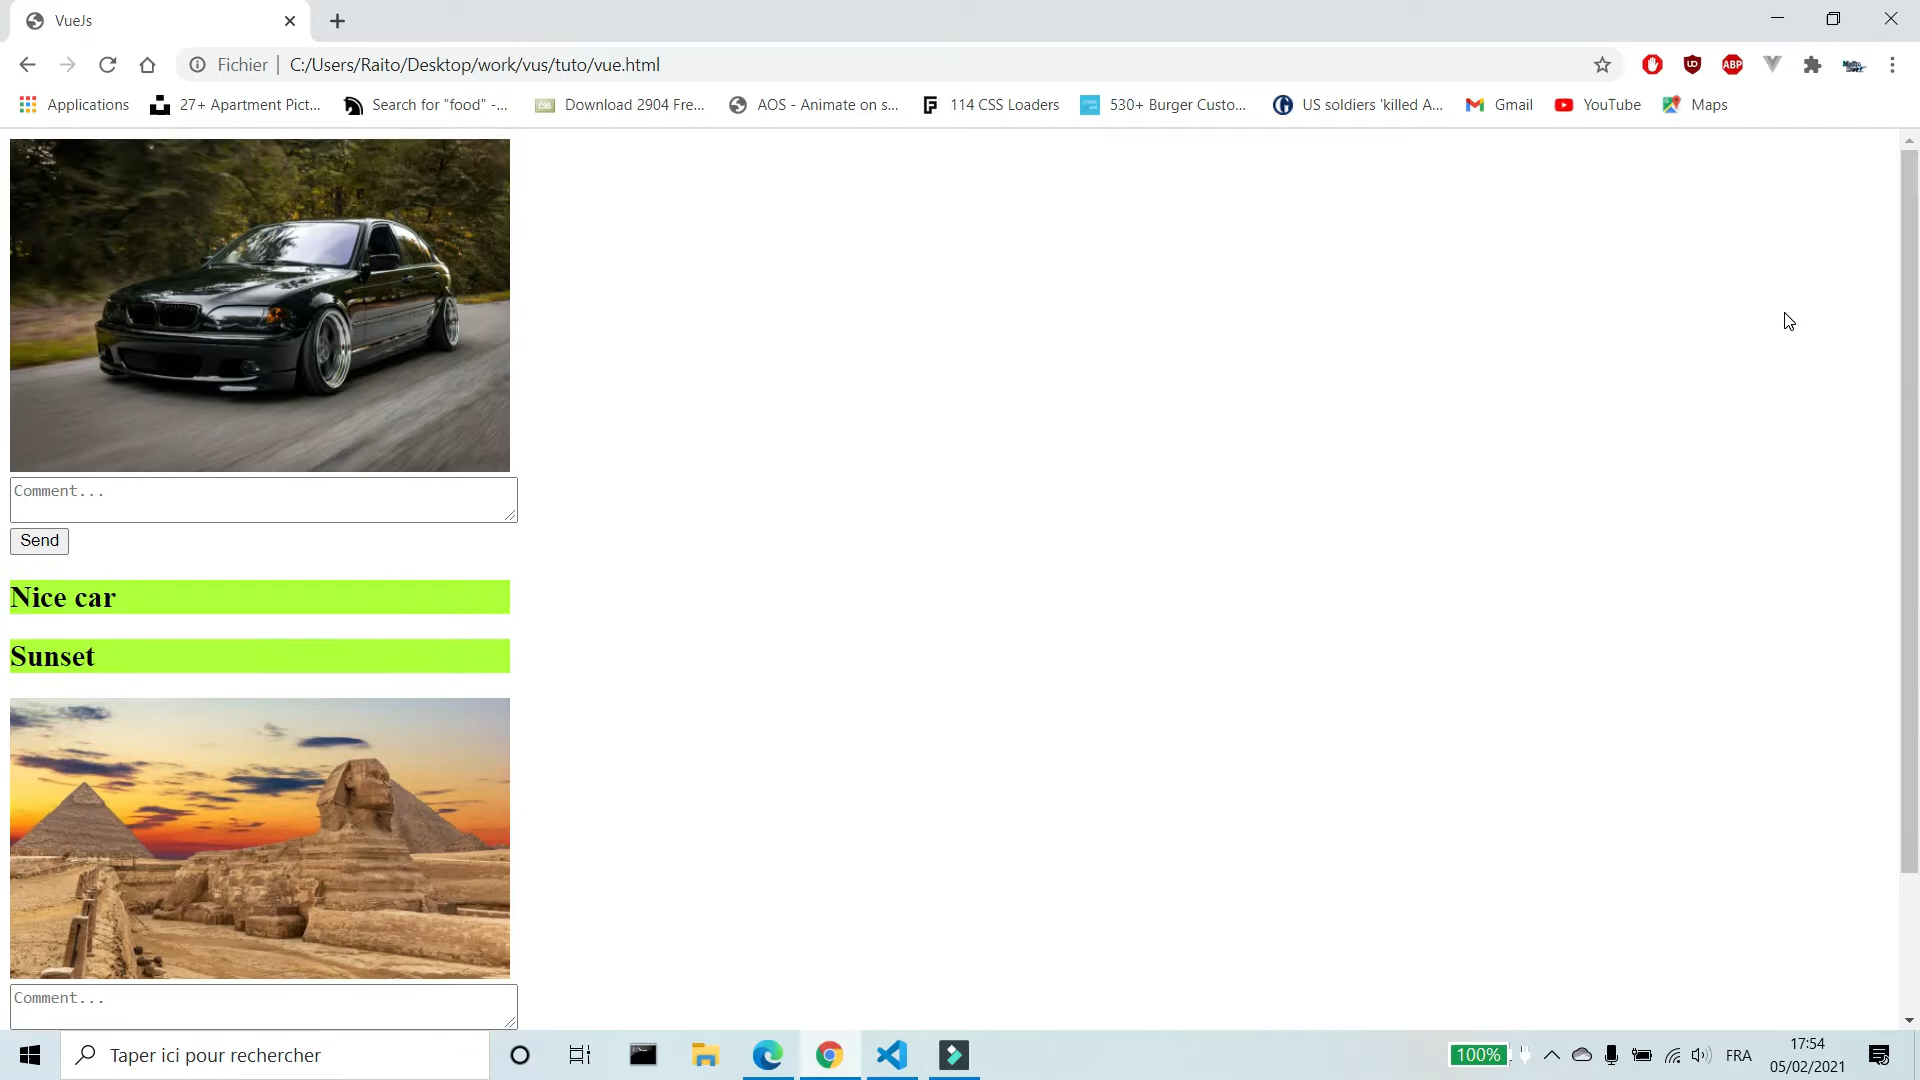 VueJs
Fichier C:/Users/Raito/Desktop/work/vus/tuto/vue.html
ABP
Applications 27+ Apartment Pict... Search for "food" -... Download 2904 Fre... AOS - Animate on s... 114 CSS Loaders 530+ Burger Custo... US soldiers 'killed A... Gmail YouTube Maps
Comment...
Send
Nice car
Sunset
Comment...
Taper ici pour rechercher
100% FRA
17:54
05/02/2021